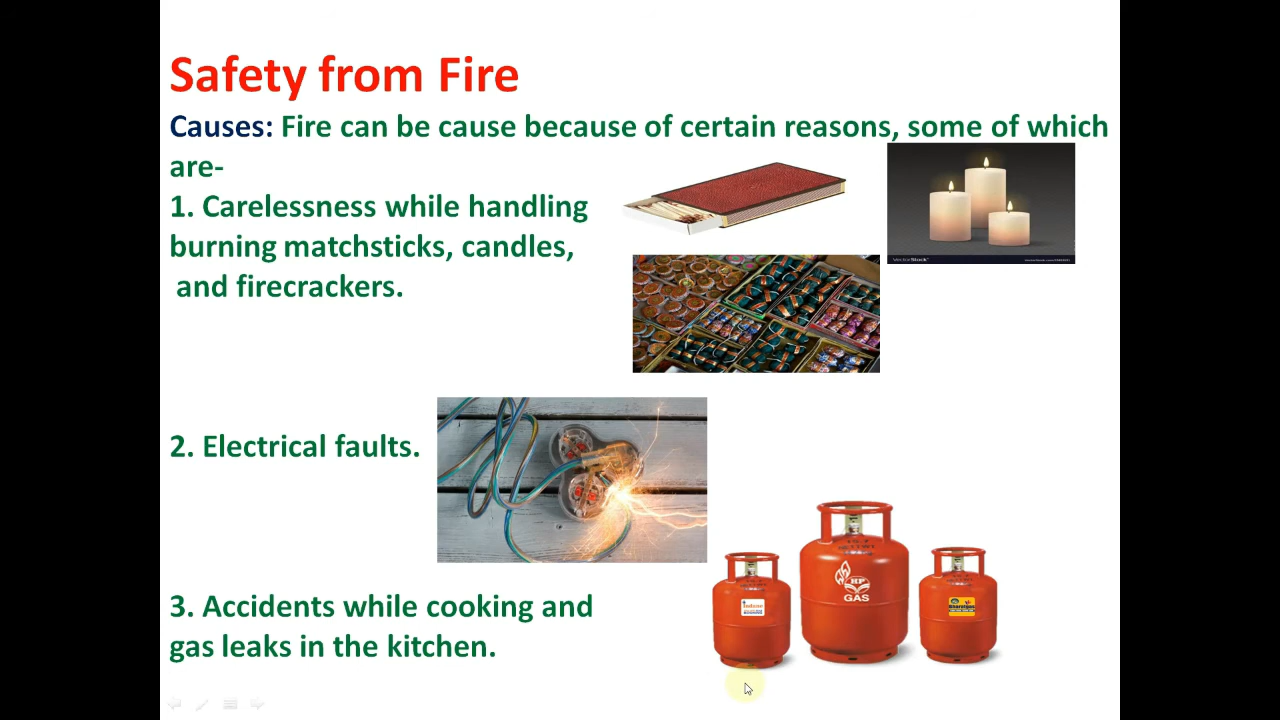 Safety from Fire
Causes: Fire can be cause because of certain reasons, some of which
are-
1. Carelessness while handling
burning matchsticks, candles,
and firecrackers.
2. Electrical faults.
HP
GAS
3. Accidents while cooking and
gas leaks in the kitchen.